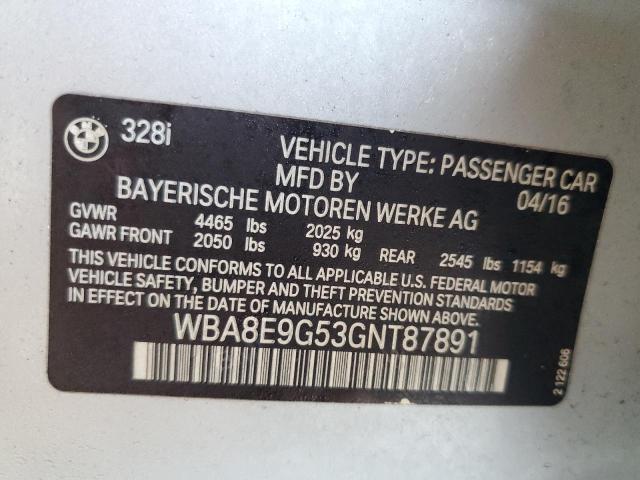 BMW
328i
VEHICLE TYPE: PASSENGER CAR
MFD BY 04/16
BAYERISCHE MOTOREN WERKE AG
GVWR 4465 lbs 2025 kg
GAWR FRONT 2050 lbs 930 kg REAR 2545 lbs 1154 kg
THIS VEHICLE CONFORMS TO ALL APPLICABLE U.S. FEDERAL MOTOR
VEHICLE SAFETY, BUMPER AND THEFT PREVENTION STANDARDS
IN EFFECT ON THE DATE OF MANUFACTURE SHOWN ABOVE.
WBA8E9G53GNT87891
2 122 606